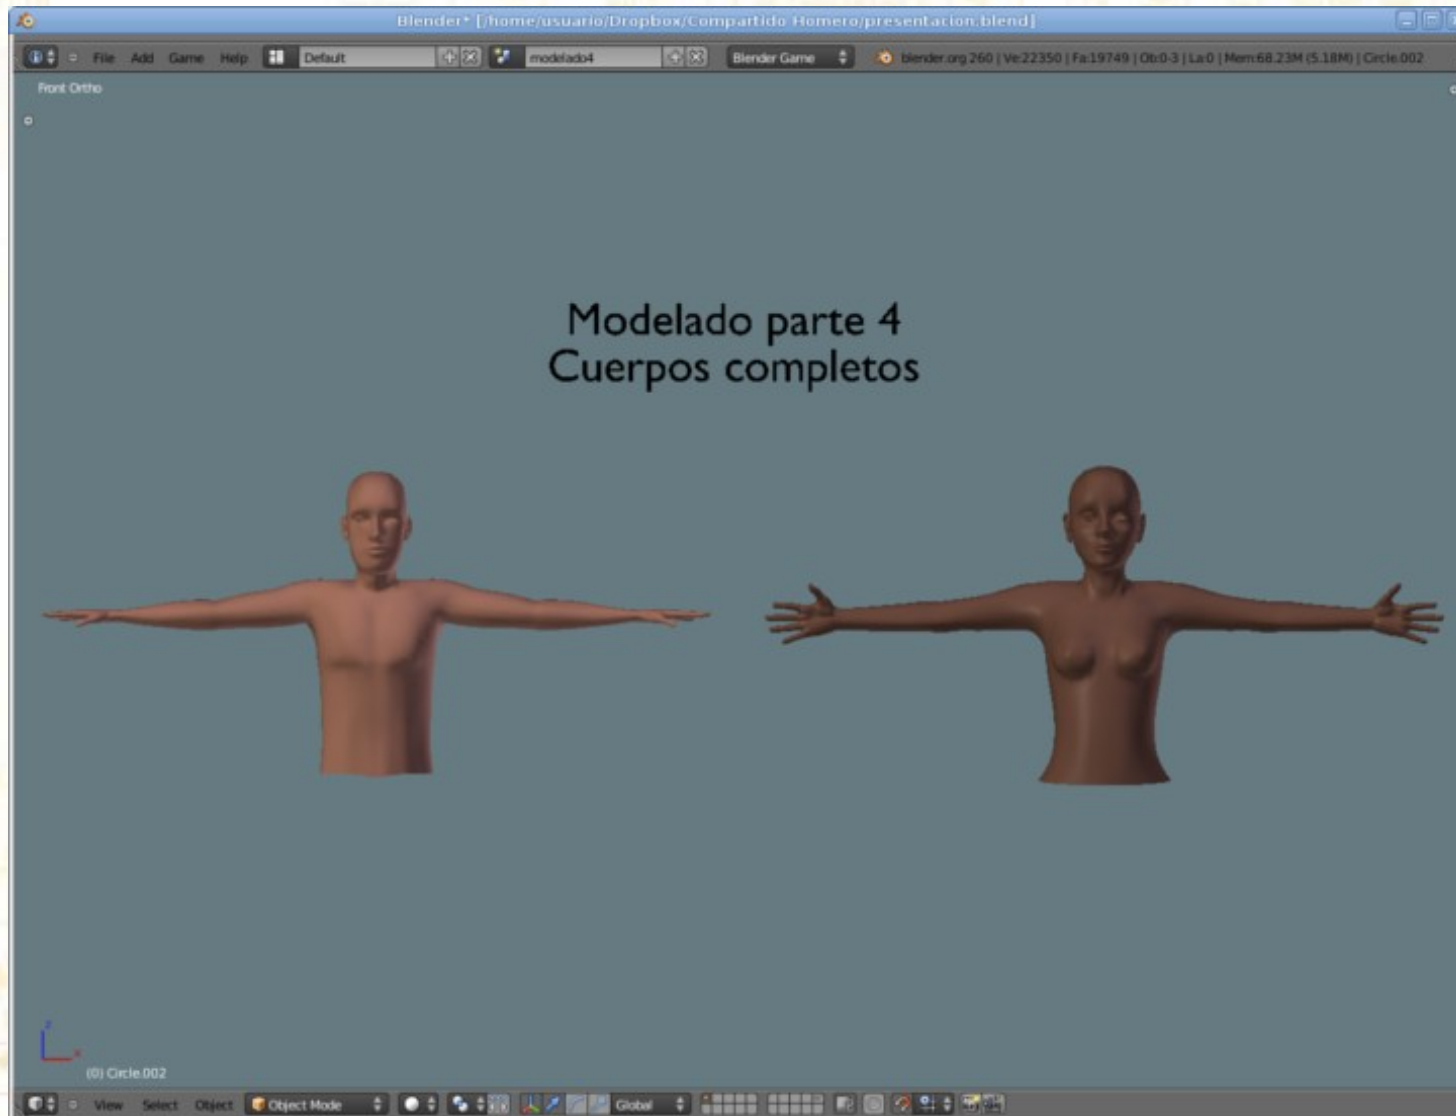 Blender* [/home/usuario/Dropbox/Compartido Homero/presentacion.blend]
File Add Game Help Default modelado4 Blender Game blender.org 260 | Ve:22350 | Fa:19749 | Ob:0-3 | La:0 | Mem:68.23M (5.18M) | Circle.002
Front Ortho
Modelado parte 4
Cuerpos completos
z
x
(0) Circle.002
View Select Object Object Mode Global